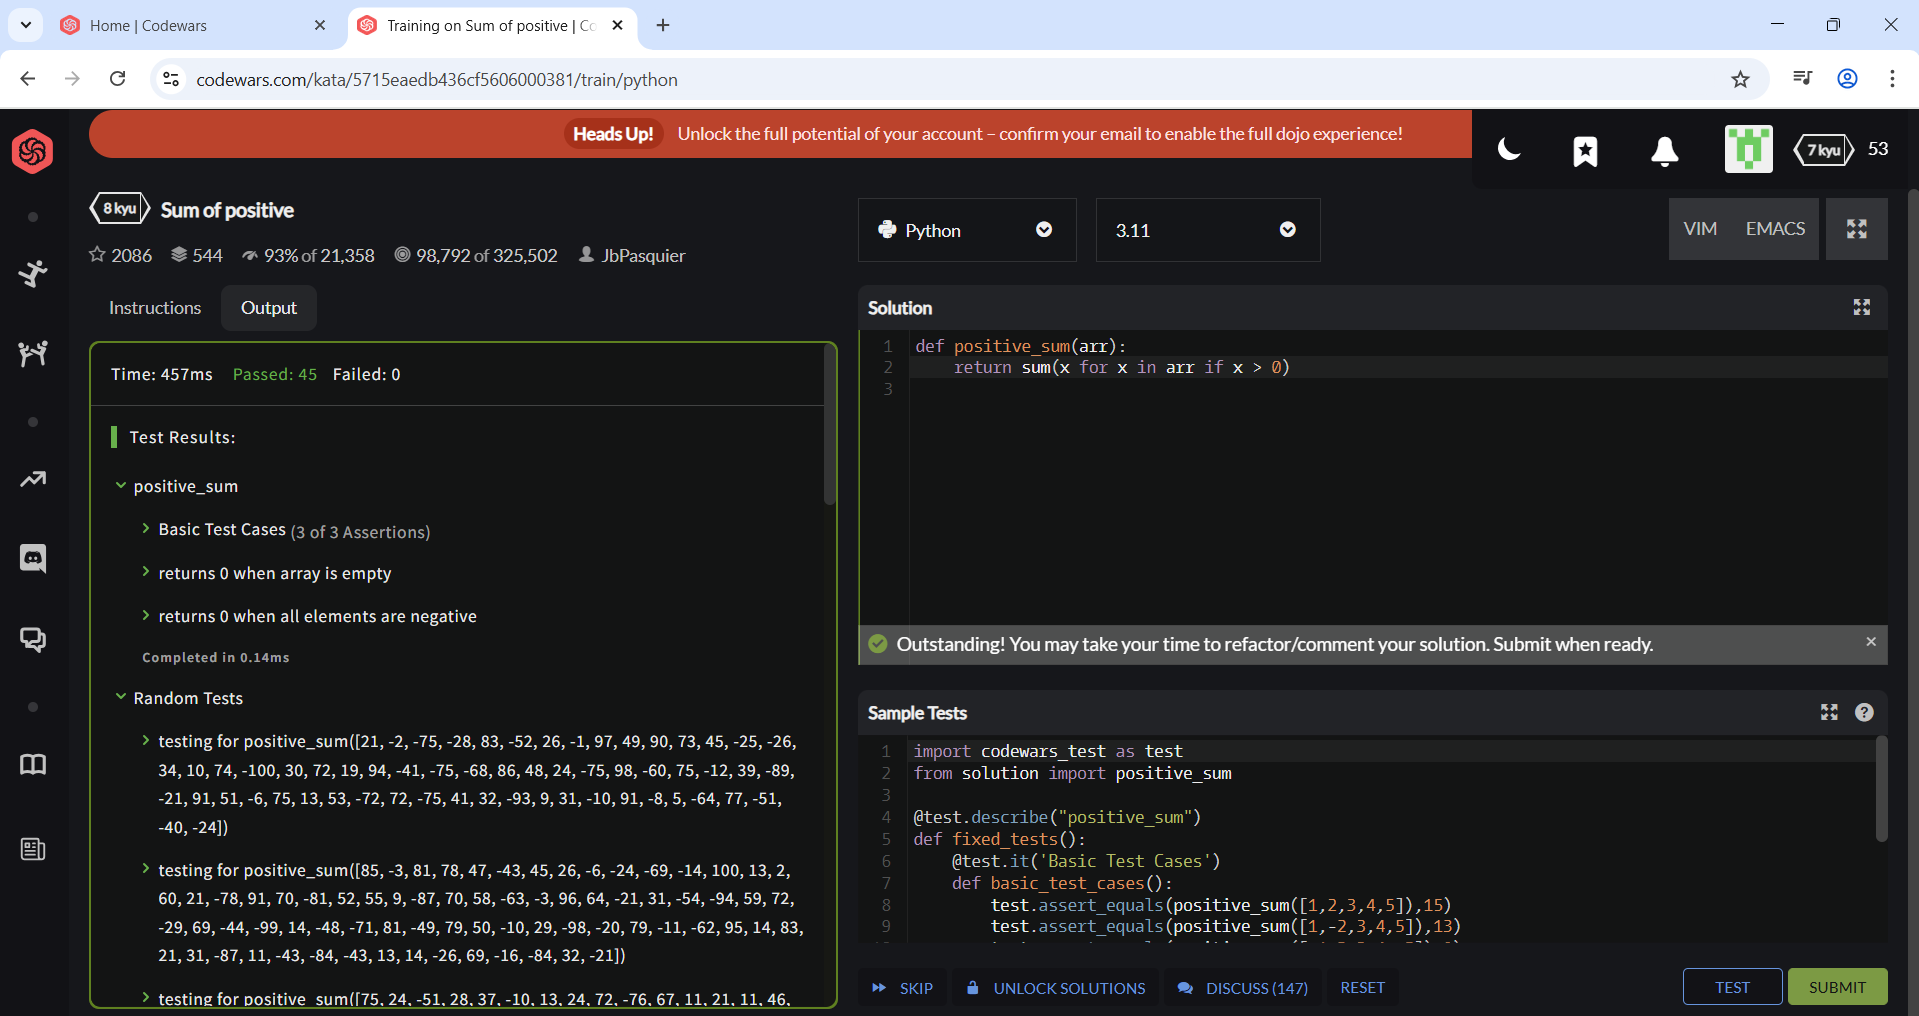 Home | Codewars
Training on Sum of positive | Co
codewars.com/kata/5715eaedb436cf5606000381/train/python
Heads Up! Unlock the full potential of your account – confirm your email to enable the full dojo experience!
7 kyu 53
8 kyu Sum of positive
2086 544 93% of 21,358 98,792 of 325,502 JbPasquier
Python
3.11
VIM EMACS
Instructions Output
Time: 457ms Passed: 45 Failed: 0
Test Results:
positive_sum
Basic Test Cases (3 of 3 Assertions)
returns 0 when array is empty
returns 0 when all elements are negative
Completed in 0.14ms
Random Tests
testing for positive_sum([21, -2, -75, -28, 83, -52, 26, -1, 97, 49, 90, 73, 45, -25, -26,
34, 10, 74, -100, 30, 72, 19, 94, -41, -75, -68, 86, 48, 24, -75, 98, -60, 75, -12, 39, -89,
-21, 91, 51, -6, 75, 13, 53, -72, 72, -75, 41, 32, -93, 9, 31, -10, 91, -8, 5, -64, 77, -51,
-40, -24])
testing for positive_sum([85, -3, 81, 78, 47, -43, 45, 26, -6, -24, -69, -14, 100, 13, 2,
60, 21, -78, 91, 70, -81, 52, 55, 9, -87, 70, 58, -63, -3, 96, 64, -21, 31, -54, -94, 59, 72,
-29, 69, -44, -99, 14, -48, -71, 81, -49, 79, 50, -10, 29, -98, -20, 79, -11, -62, 95, 14, 83,
21, 31, -87, 11, -43, -84, -43, 13, 14, -26, 69, -16, -84, 32, -21])
testing for positive_sum([75, 24, -51, 28, 37, -10, 13, 24, 72, -76, 67, 11, 21, 11, 46,
Solution
1 def positive_sum(arr):
2     return sum(x for x in arr if x > 0)
3
Outstanding! You may take your time to refactor/comment your solution. Submit when ready.
Sample Tests
1 import codewars_test as test
2 from solution import positive_sum
3
4 @test.describe("positive_sum")
5 def fixed_tests():
6     @test.it('Basic Test Cases')
7     def basic_test_cases():
8         test.assert_equals(positive_sum([1,2,3,4,5]),15)
9         test.assert_equals(positive_sum([1,-2,3,4,5]),13)
SKIP UNLOCK SOLUTIONS DISCUSS (147) RESET TEST SUBMIT